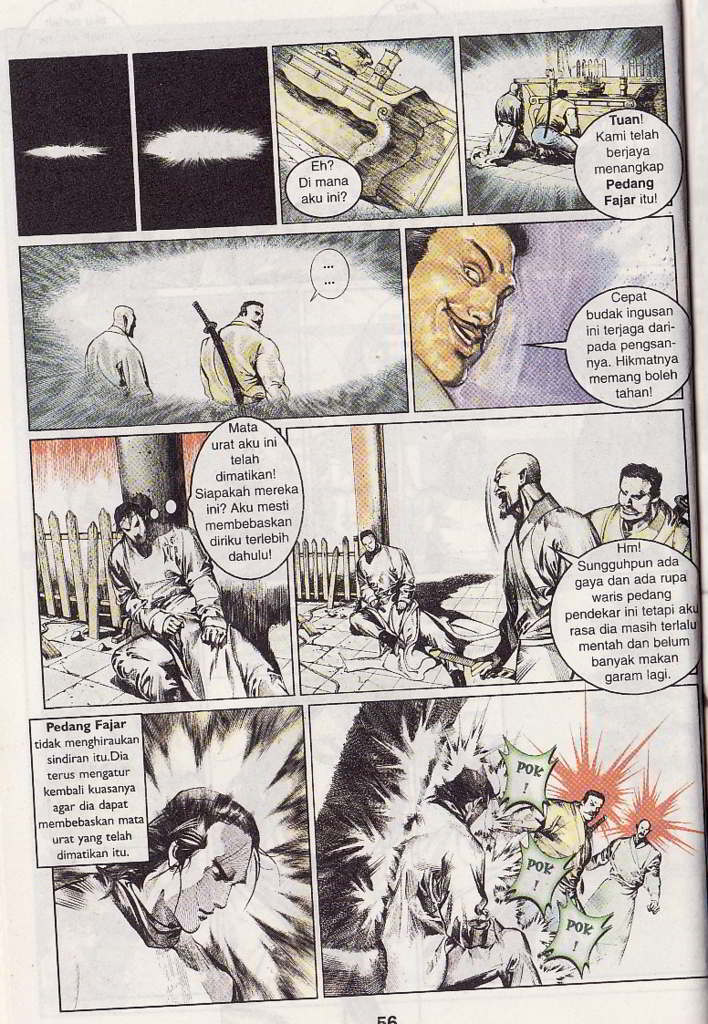 Eh?
Di mana
aku ini?
Tuan!
Kami telah
berjaya
menangkap
Pedang
Fajar itu!
...
...
Cepat
budak ingusan
ini terjaga dari-
pada pengsan-
nya. Hikmatnya
memang boleh
tahan!
Mata
urat aku ini
telah
dimatikan!
Siapakah mereka
ini? Aku mesti
membebaskan
diriku terlebih
dahulu!
Hm!
Sungguhpun ada
gaya dan ada rupa
waris pedang
pendekar ini tetapi aku
rasa dia masih terlalu
mentah dan belum
banyak makan
garam lagi.
Pedang Fajar
tidak menghiraukan
sindiran itu.Dia
terus mengatur
kembali kuasanya
agar dia dapat
membebaskan mata
urat yang telah
dimatikan itu.
POK
!
POK
!
POK
!
56